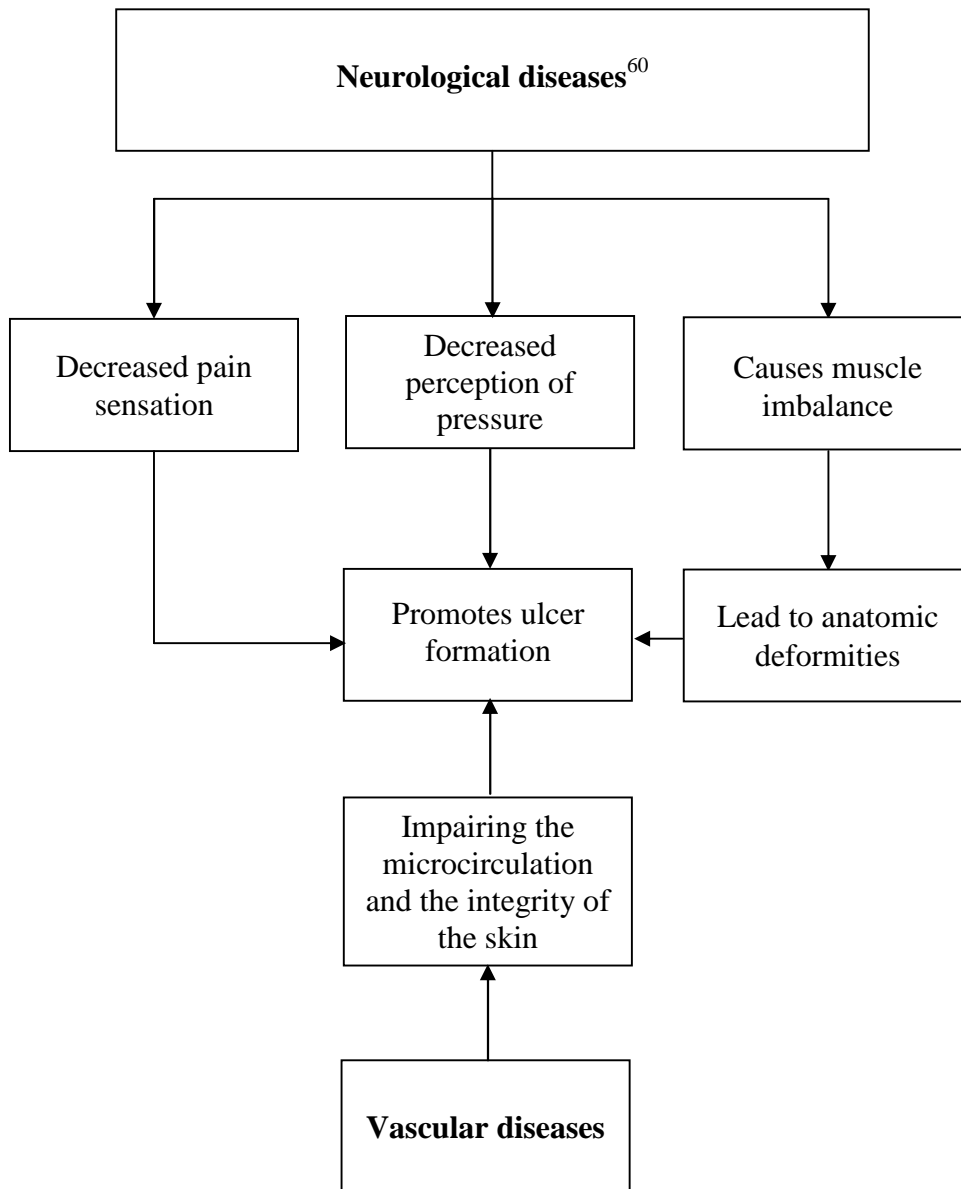 Neurological diseases60
Decreased pain
sensation
Decreased
perception of
pressure
Causes muscle
imbalance
Promotes ulcer
formation
Lead to anatomic
deformities
Impairing the
microcirculation
and the integrity of
the skin
Vascular diseases